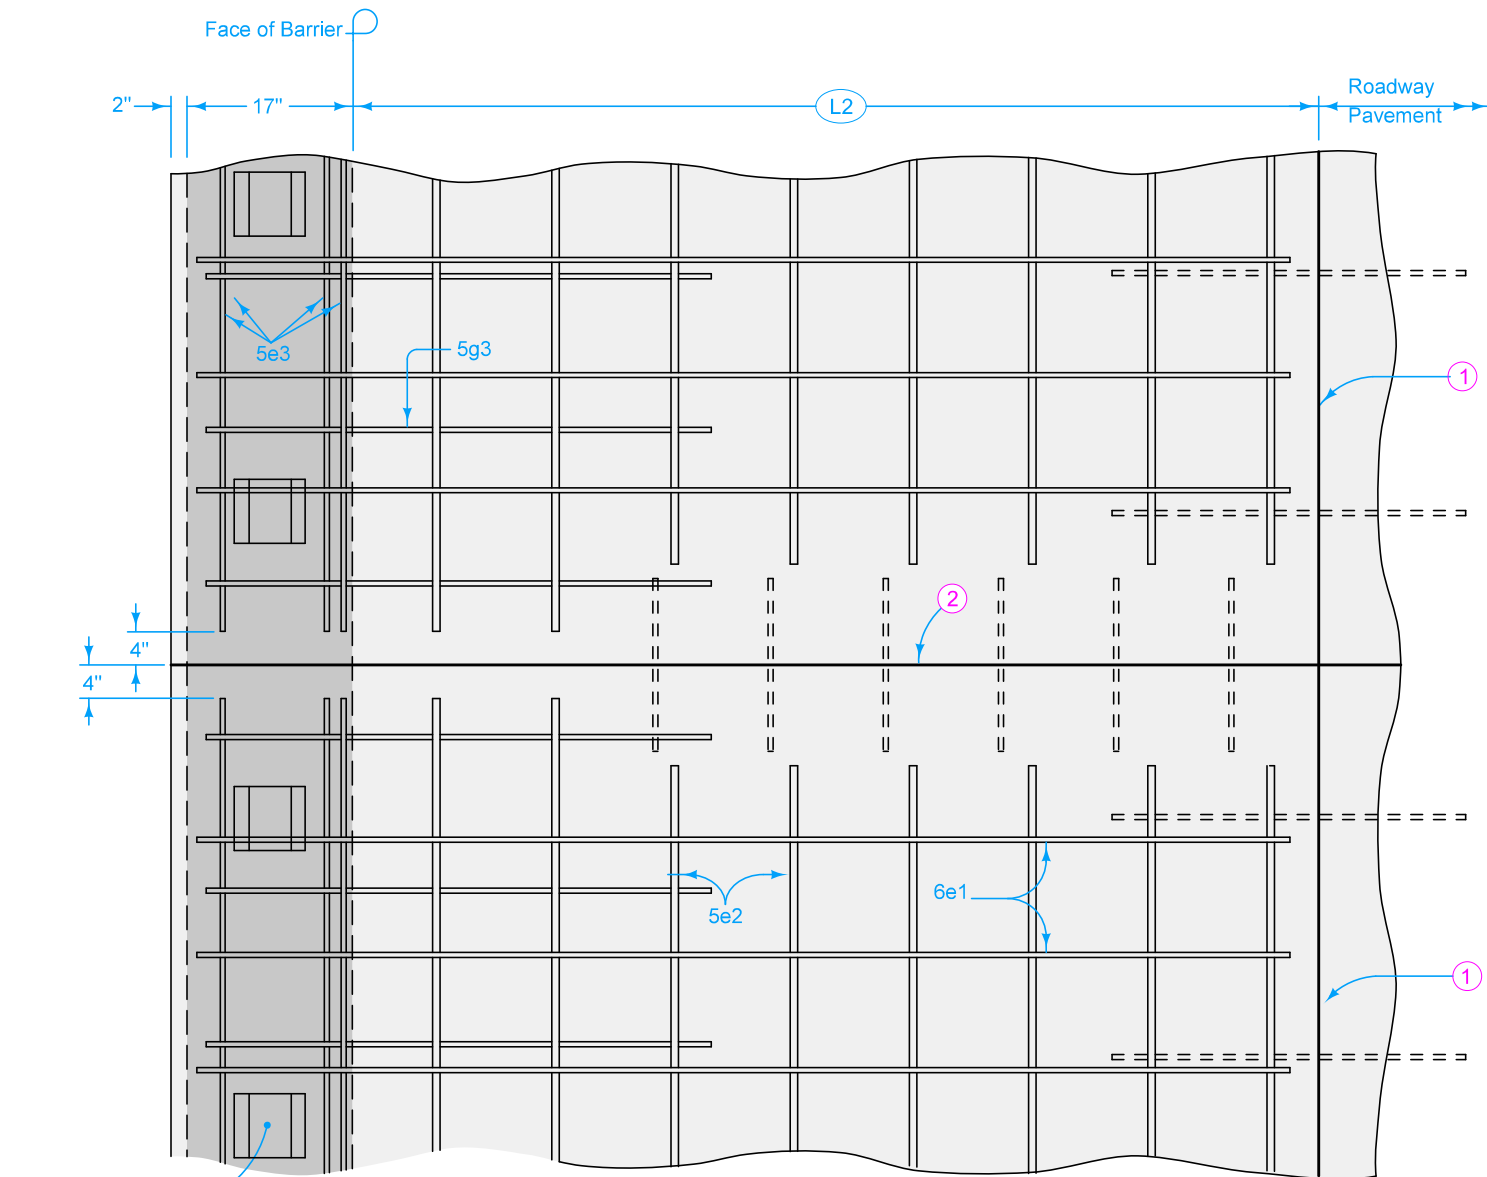 Face of Barrier
2"
17"
L2
Roadway
Pavement
5e3
5g3
1
2
4"
4"
5e2
6e1
1